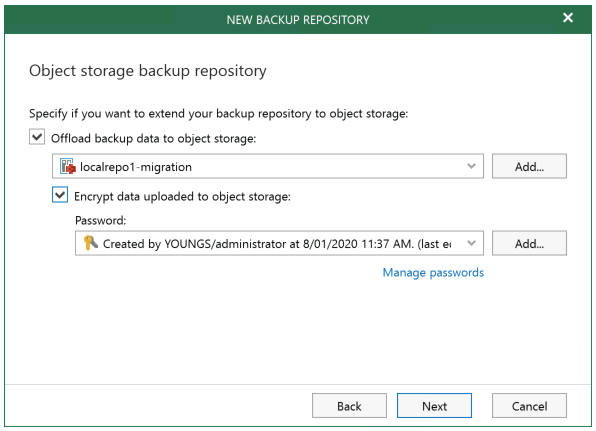 NEW BACKUP REPOSITORY
Object storage backup repository
Specify if you want to extend your backup repository to object storage:
Offload backup data to object storage:
localrepo1-migration
Add...
Encrypt data uploaded to object storage:
Password:
Created by YOUNGS/administrator at 8/01/2020 11:37 AM. (last
Add...
Manage passwords
Back
Next
Cancel